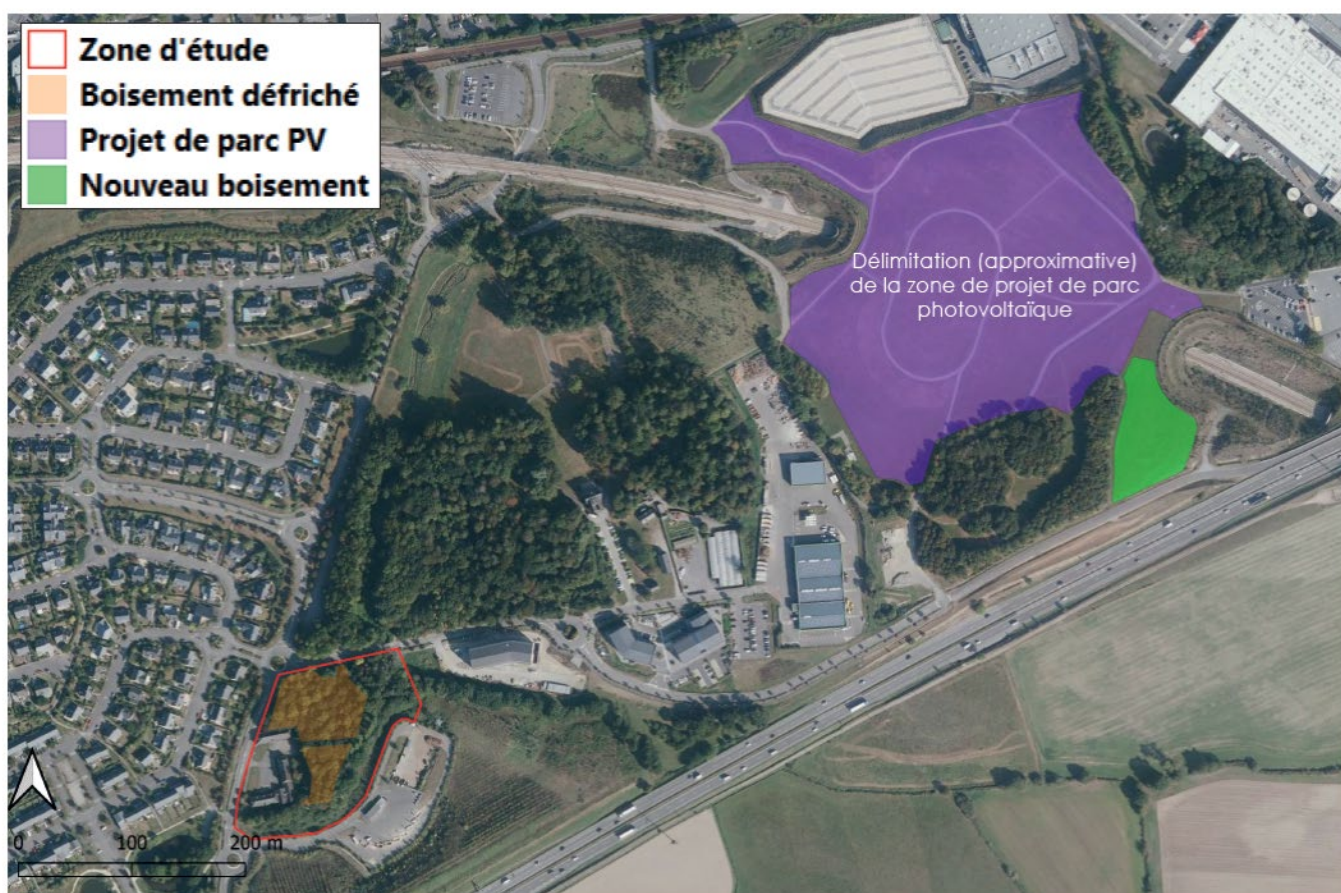 Zone d'étude
Boisement défriché
Projet de parc PV
Nouveau boisement
Délimitation (approximative)
de la zone de projet de parc
photovoltaïque
0 100 200 m